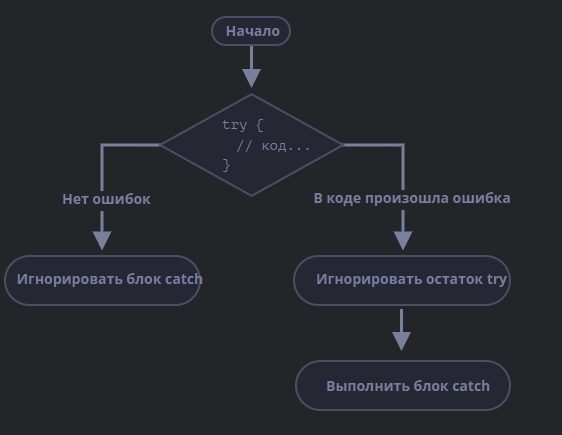 Начало
try {
// код...
}
Нет ошибок
В коде произошла ошибка
Игнорировать блок catch
Игнорировать остаток try
Выполнить блок catch